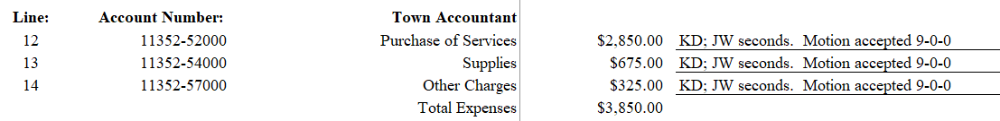 Line: Account Number: Town Accountant
12 11352-52000 Purchase of Services $2,850.00 KD; JW seconds. Motion accepted 9-0-0
13 11352-54000 Supplies $675.00 KD; JW seconds. Motion accepted 9-0-0
14 11352-57000 Other Charges $325.00 KD; JW seconds. Motion accepted 9-0-0
Total Expenses $3,850.00